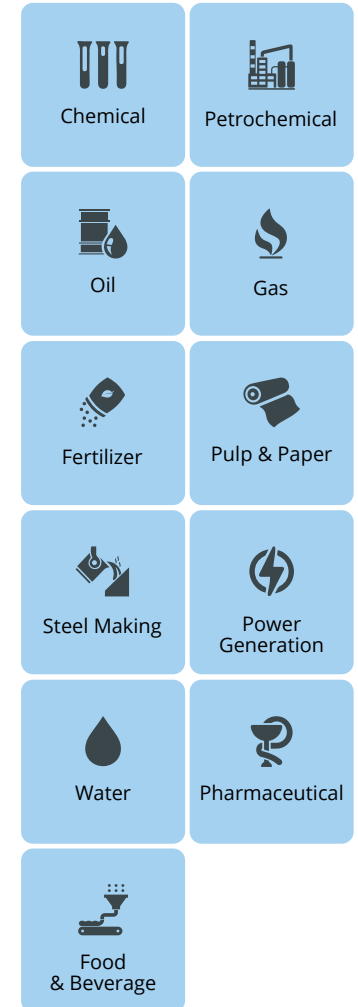 Chemical
Petrochemical
Oil
Gas
Fertilizer
Pulp & Paper
Steel Making
Power
Generation
Water
Pharmaceutical
Food
& Beverage